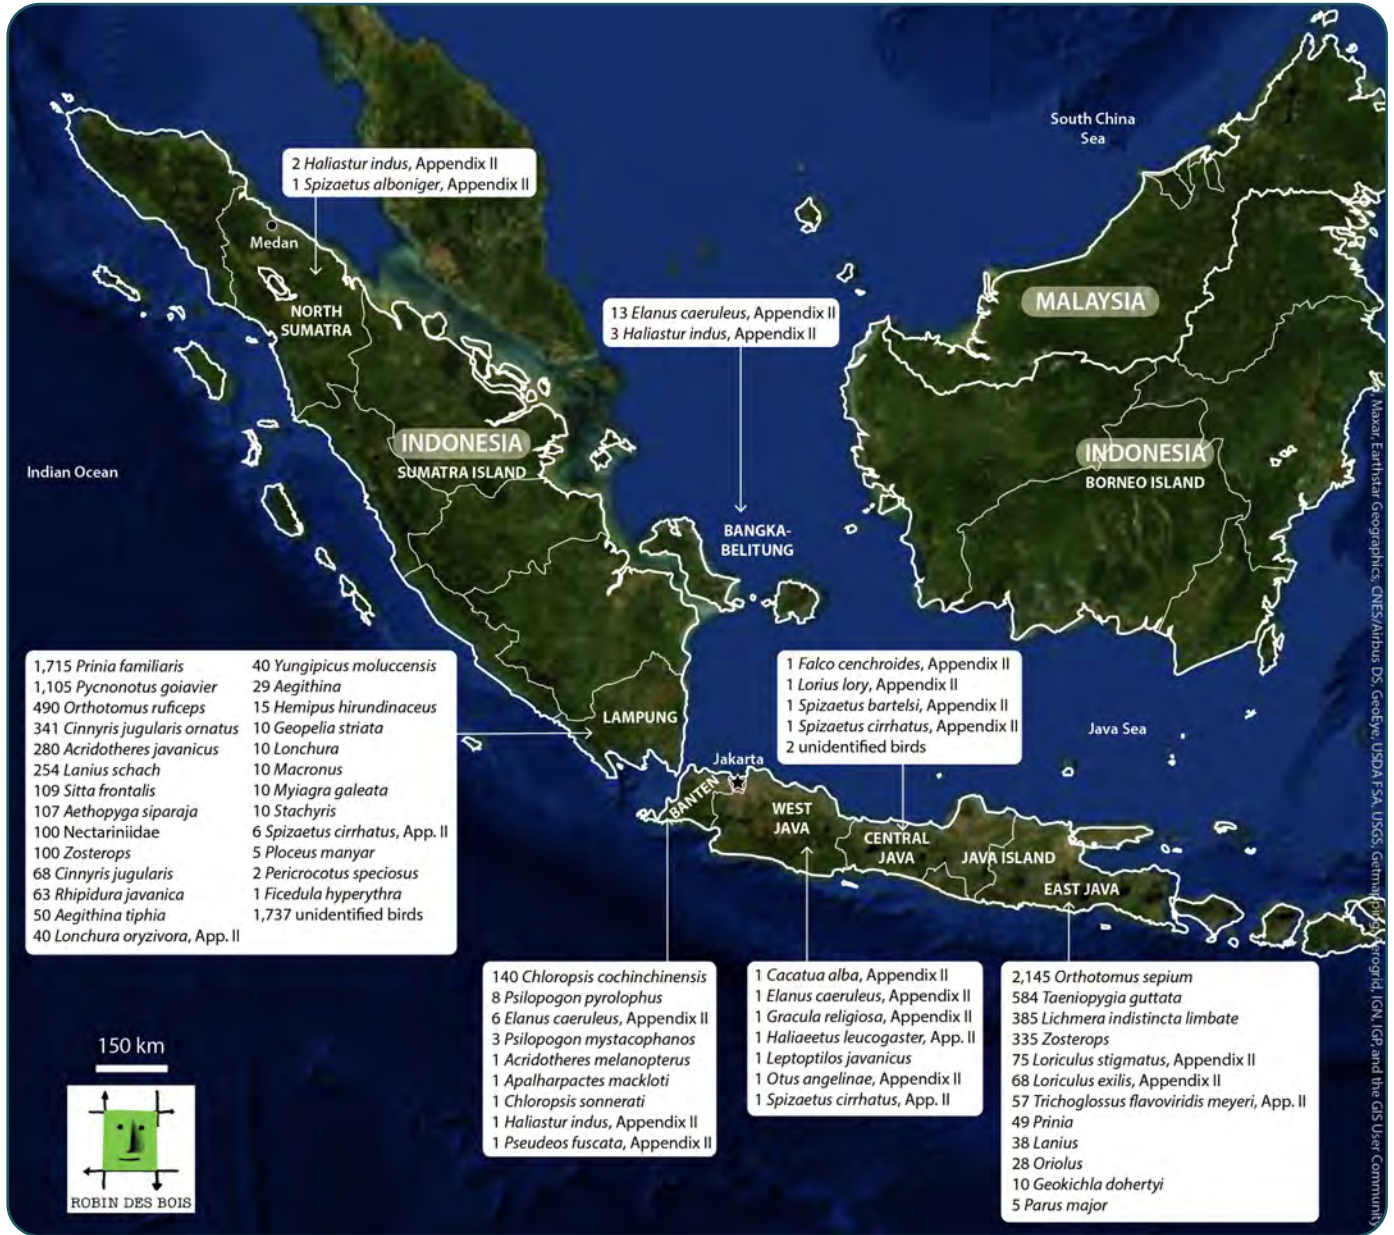 South China
Sea
2 Haliastur indus, Appendix II
1 Spizaetus alboniger, Appendix II
Medan
NORTH
SUMATRA
MALAYSIA
13 Elanus caeruleus, Appendix II
3 Haliastur indus, Appendix II
INDONESIA
SUMATRA ISLAND
INDONESIA
BORNEO ISLAND
Indian Ocean
BANGKA-
BELITUNG
1,715 Prinia familiaris
1,105 Pycnonotus goiavier
490 Orthotomus ruficeps
341 Cinnyris jugularis ornatus
280 Acridotheres javanicus
254 Lanius schach
109 Sitta frontalis
107 Aethopyga siparaja
100 Nectariniidae
100 Zosterops
68 Cinnyris jugularis
63 Rhipidura javanica
50 Aegithina tiphia
40 Lonchura oryzivora, App. II
40 Yungipicus moluccensis
29 Aegithina
15 Hemipus hirundinaceus
10 Geopelia striata
10 Lonchura
10 Macronus
10 Myiagra galeata
10 Stachyris
6 Spizaetus cirrhatus, App. II
5 Ploceus manyar
2 Pericrocotus speciosus
1 Ficedula hyperythra
1,737 unidentified birds
LAMPUNG
1 Falco cenchroides, Appendix II
1 Lorius lory, Appendix II
1 Spizaetus bartelsi, Appendix II
1 Spizaetus cirrhatus, Appendix II
2 unidentified birds
Java Sea
Jakarta
BANTEN
WEST
JAVA
CENTRAL
JAVA
JAVA ISLAND
EAST JAVA
140 Chloropsis cochinchinensis
8 Psilopogon pyrolophus
6 Elanus caeruleus, Appendix II
3 Psilopogon mystacophanos
1 Acridotheres melanopterus
1 Apalharpactes mackloti
1 Chloropsis sonnerati
1 Haliastur indus, Appendix II
1 Pseudeos fuscata, Appendix II
1 Cacatua alba, Appendix II
1 Elanus caeruleus, Appendix II
1 Gracula religiosa, Appendix II
1 Haliaeetus leucogaster, App. II
1 Leptoptilos javanicus
1 Otus angelinae, Appendix II
1 Spizaetus cirrhatus, App. II
2,145 Orthotomus sepium
584 Taeniopygia guttata
385 Lichmera indistincta limbate
335 Zosterops
75 Loriculus stigmatus, Appendix II
68 Loriculus exilis, Appendix II
57 Trichoglossus flavoviridis meyeri, App. II
49 Prinia
38 Lanius
28 Oriolus
10 Geokichla dohertyi
5 Parus major
150 km
ROBIN DES BOIS
Maxar, Earthstar Geographics, CNES/Airbus DS, GeoEye, USDA FSA, USGS, Getmapping, Aerogrid, IGN, IGP, and the GIS User Community